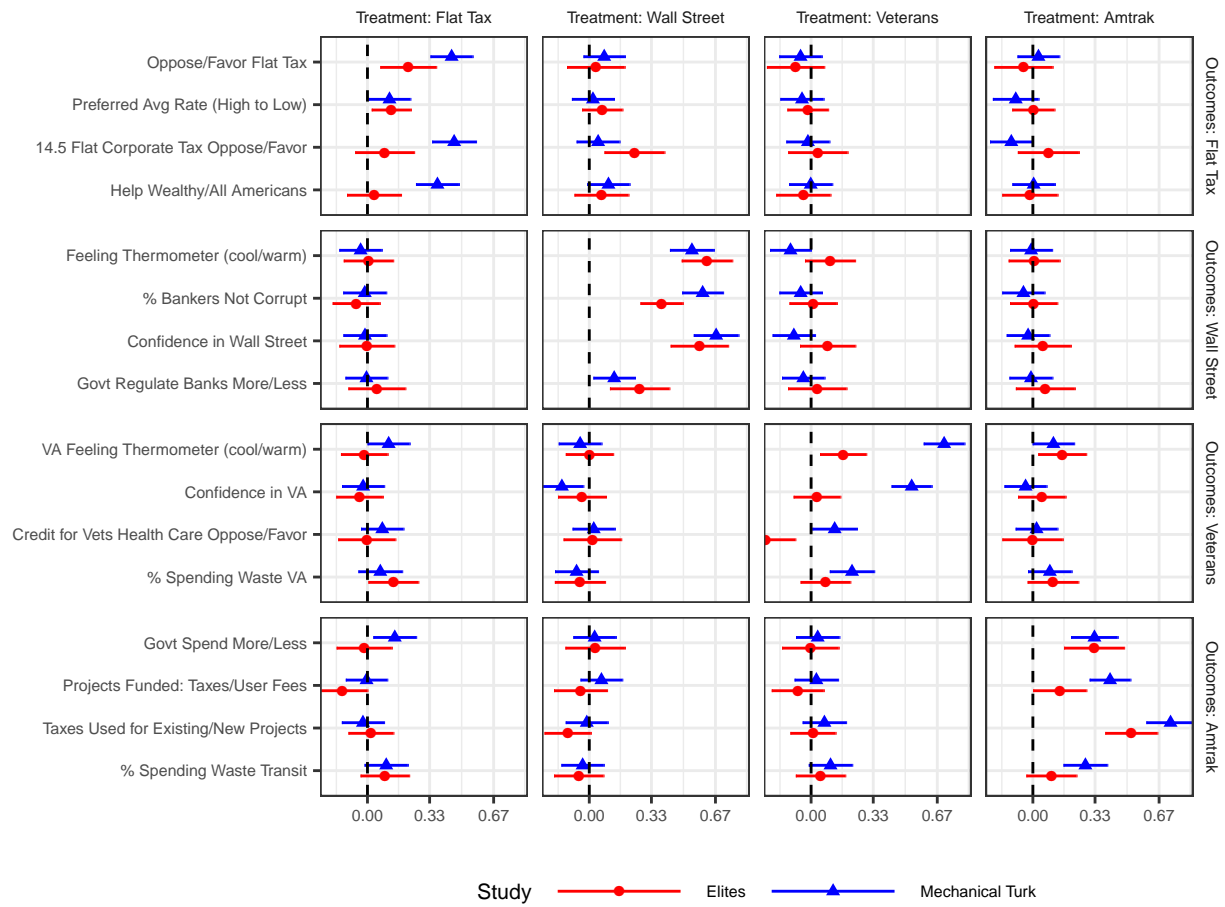 Treatment: Flat Tax Treatment: Wall Street Treatment: Veterans Treatment: Amtrak
Oppose/Favor Flat Tax
Preferred Avg Rate (High to Low)
14.5 Flat Corporate Tax Oppose/Favor
Help Wealthy/All Americans
Outcomes: Flat Tax
Feeling Thermometer (cool/warm)
% Bankers Not Corrupt
Confidence in Wall Street
Govt Regulate Banks More/Less
Outcomes: Wall Street
VA Feeling Thermometer (cool/warm)
Confidence in VA
Credit for Vets Health Care Oppose/Favor
% Spending Waste VA
Outcomes: Veterans
Govt Spend More/Less
Projects Funded: Taxes/User Fees
Taxes Used for Existing/New Projects
% Spending Waste Transit
Outcomes: Amtrak
0.00 0.33 0.67 0.00 0.33 0.67 0.00 0.33 0.67 0.00 0.33 0.67
Study Elites Mechanical Turk